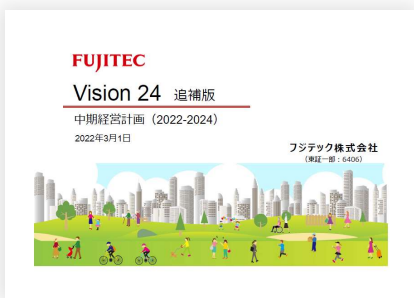 FUJITEC
Vision 24 追補版
中期経営計画（2022-2024）
2022年3月1日
フジテック株式会社
（東証一部：6406）